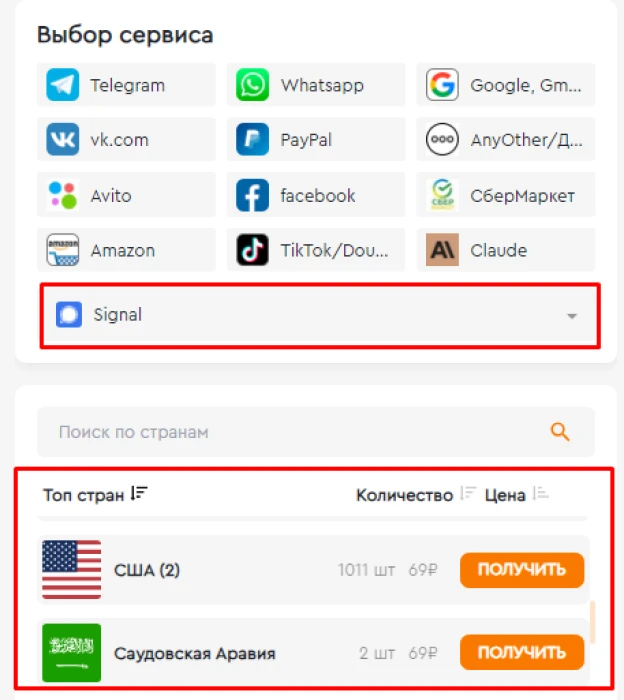 Выбор сервиса
Telegram Whatsapp Google, Gm...
vk.com PayPal AnyOther/Д...
Avito facebook СберМаркет
Amazon TikTok/Dou... Claude
Signal
Поиск по странам
Топ стран Количество Цена
США (2) 1011 шт 69₽ ПОЛУЧИТЬ
Саудовская Аравия 2 шт 69₽ ПОЛУЧИТЬ